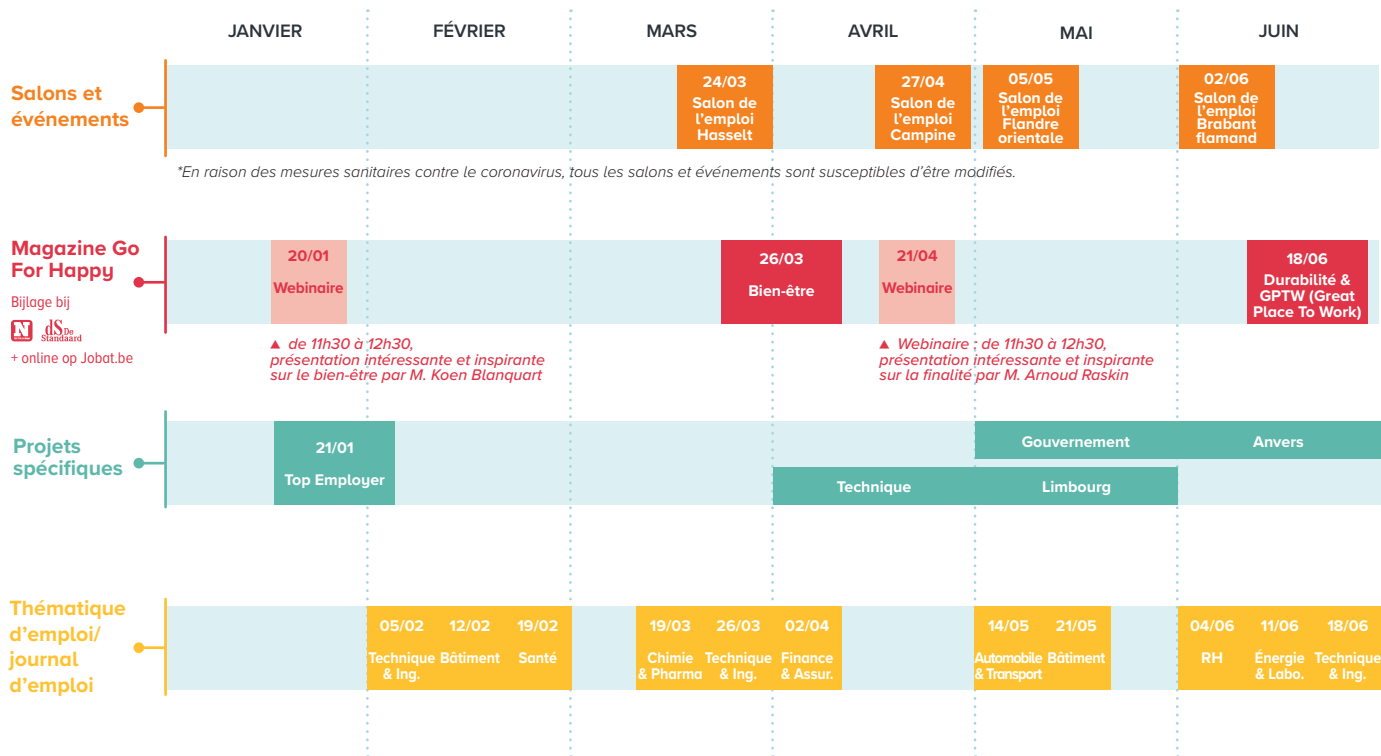 JANVIER
FÉVRIER
MARS
AVRIL
MAI
JUIN
Salons et
événements
24/03
Salon de
l'emploi
Hasselt
27/04
Salon de
l'emploi
Campine
05/05
Salon de
l'emploi
Flandre
orientale
02/06
Salon de
l'emploi
Brabant
flamand
*En raison des mesures sanitaires contre le coronavirus, tous les salons et événements sont susceptibles d'être modifiés.
Magazine Go
For Happy
Bijlage bij
N
dS De
Standaard
+ online op Jobat.be
20/01
Webinaire
26/03
Bien-être
21/04
Webinaire
18/06
Durabilité &
GPTW (Great
Place To Work)
▲ de 11h30 à 12h30,
présentation intéressante et inspirante
sur le bien-être par M. Koen Blanquart
▲ Webinaire : de 11h30 à 12h30,
présentation intéressante et inspirante
sur la finalité par M. Arnoud Raskin
Projets
spécifiques
21/01
Top Employer
Gouvernement
Anvers
Technique
Limbourg
Thématique
d'emploi/
journal
d'emploi
05/02
Technique
& Ing.
12/02
Bâtiment
19/02
Santé
19/03
Chimie
& Pharma
26/03
Technique
& Ing.
02/04
Finance
& Assur.
14/05
Automobile
& Transport
21/05
Bâtiment
04/06
RH
11/06
Énergie
& Labo.
18/06
Technique
& Ing.